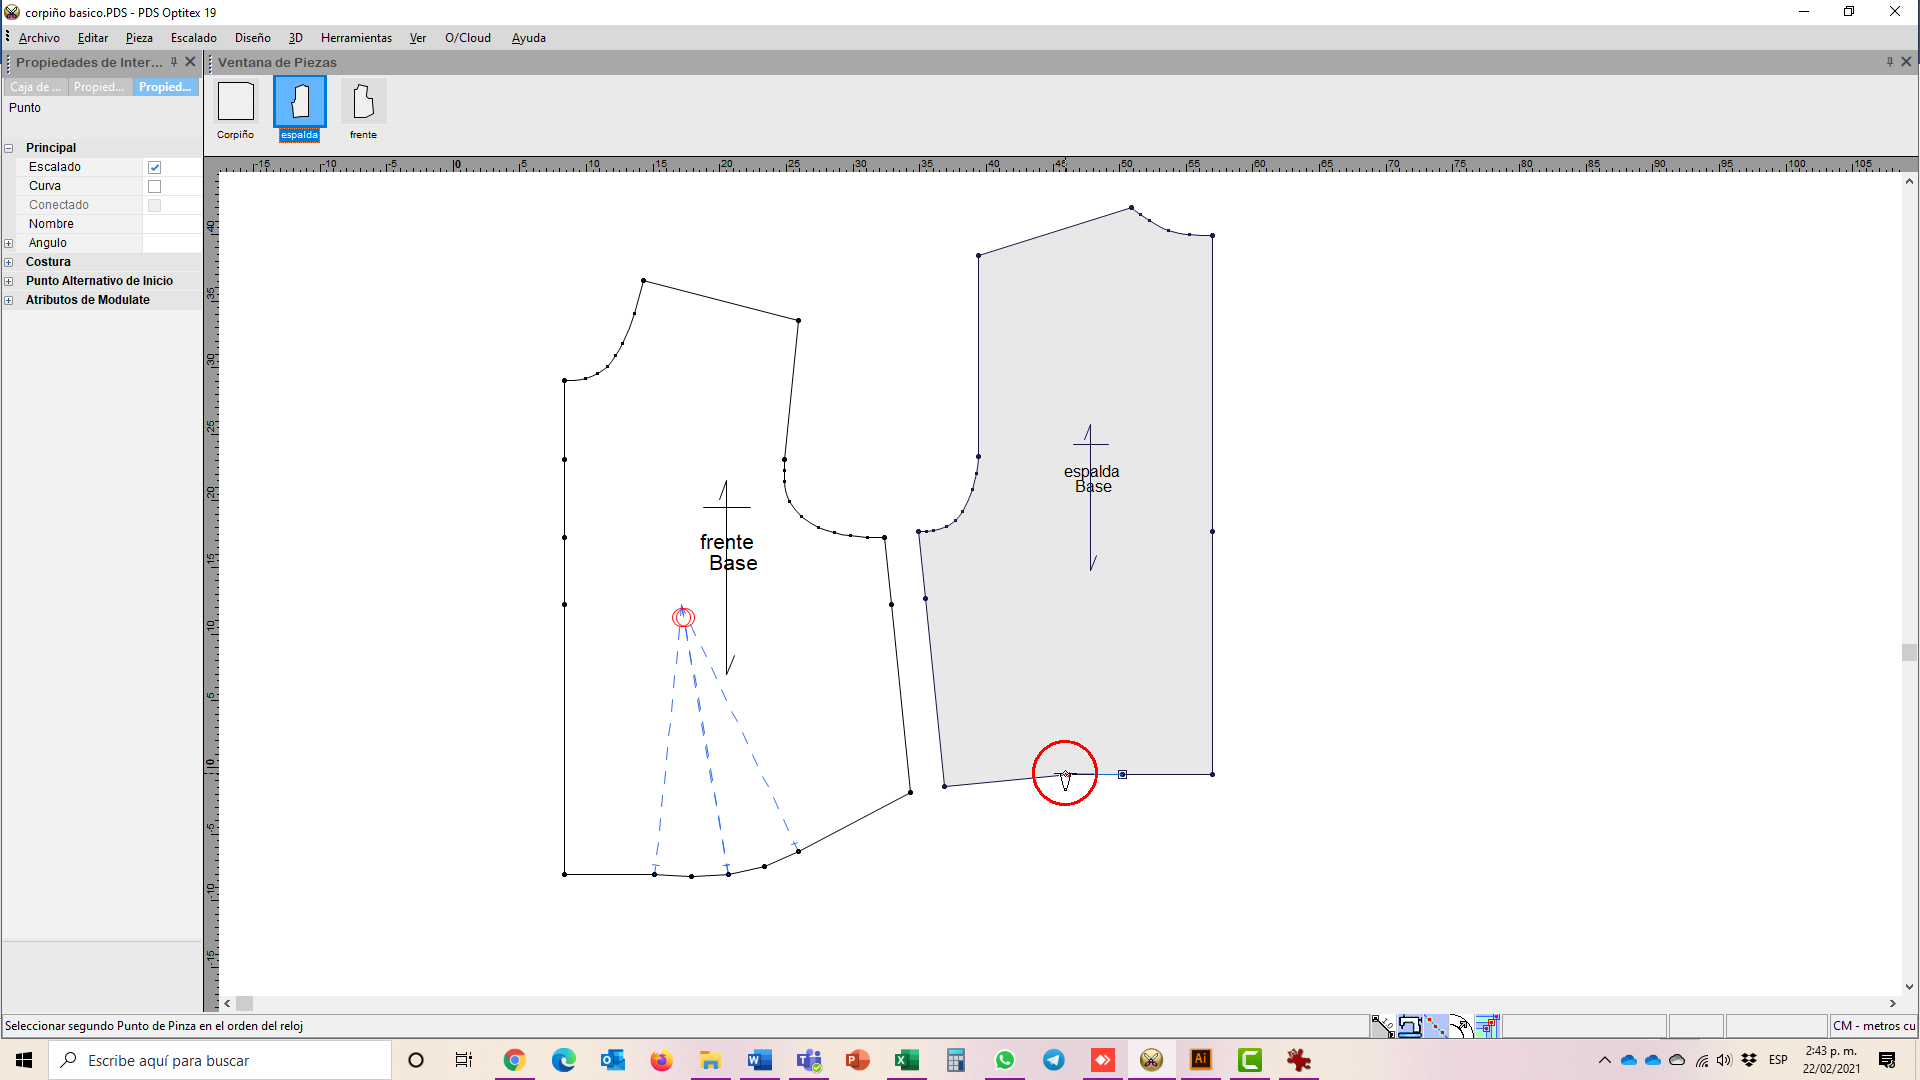 corpiño basico.PDS - PDS Optitex 19
Archivo Editar Pieza Escalado Diseño 3D Herramientas Ver O/Cloud Ayuda
Propiedades de Inter...
Ventana de Piezas
Caja de ... Propied... Propied...
Punto
Corpiño espalda frente
Principal
Escalado
Curva
Conectado
Nombre
Angulo
Costura
Punto Alternativo de Inicio
Atributos de Modulate
-15 -10 -5 0 5 10 15 20 25 30 35 40 45 50 55 60 65 70 75 80 85 90 95 100 105
40
35
30
25
20
15
10
5
0
-5
-10
-15
espalda
Base
frente
Base
Seleccionar segundo Punto de Pinza en el orden del reloj
CM - metros cu
Escribe aquí para buscar
ESP
2:43 p. m.
22/02/2021